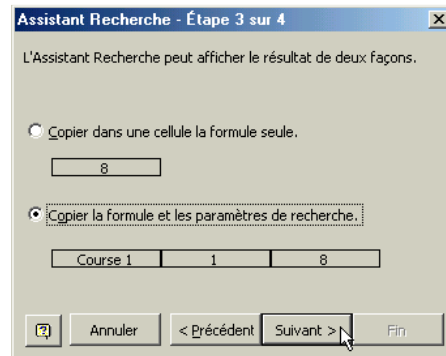 Assistant Recherche - Étape 3 sur 4
L'Assistant Recherche peut afficher le résultat de deux façons.
Copier dans une cellule la formule seule.
8
Copier la formule et les paramètres de recherche.
Course 1 1 8
Annuler < Précédent Suivant > Fin